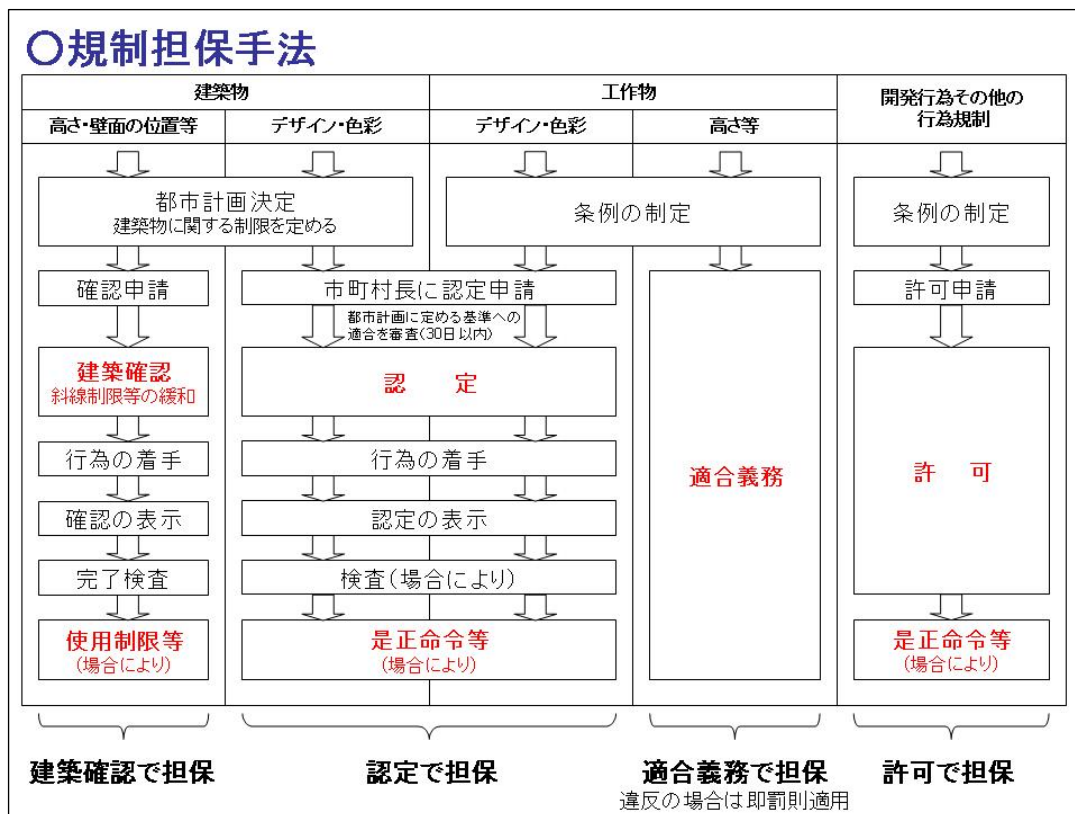 〇規制担保手法
建築物
工作物
開発行為その他の
行為規制
高さ・壁面の位置等
デザイン・色彩
デザイン・色彩
高さ等
都市計画決定
建築物に関する制限を定める
条例の制定
条例の制定
確認申請
市町村長に認定申請
許可申請
都市計画に定める基準への
適合を審査(30日以内)
建築確認
斜線制限等の緩和
認 定
適合義務
許 可
行為の着手
行為の着手
確認の表示
認定の表示
完了検査
検査(場合により)
使用制限等
(場合により)
是正命令等
(場合により)
是正命令等
(場合により)
建築確認で担保
認定で担保
適合義務で担保
違反の場合は即罰則適用
許可で担保